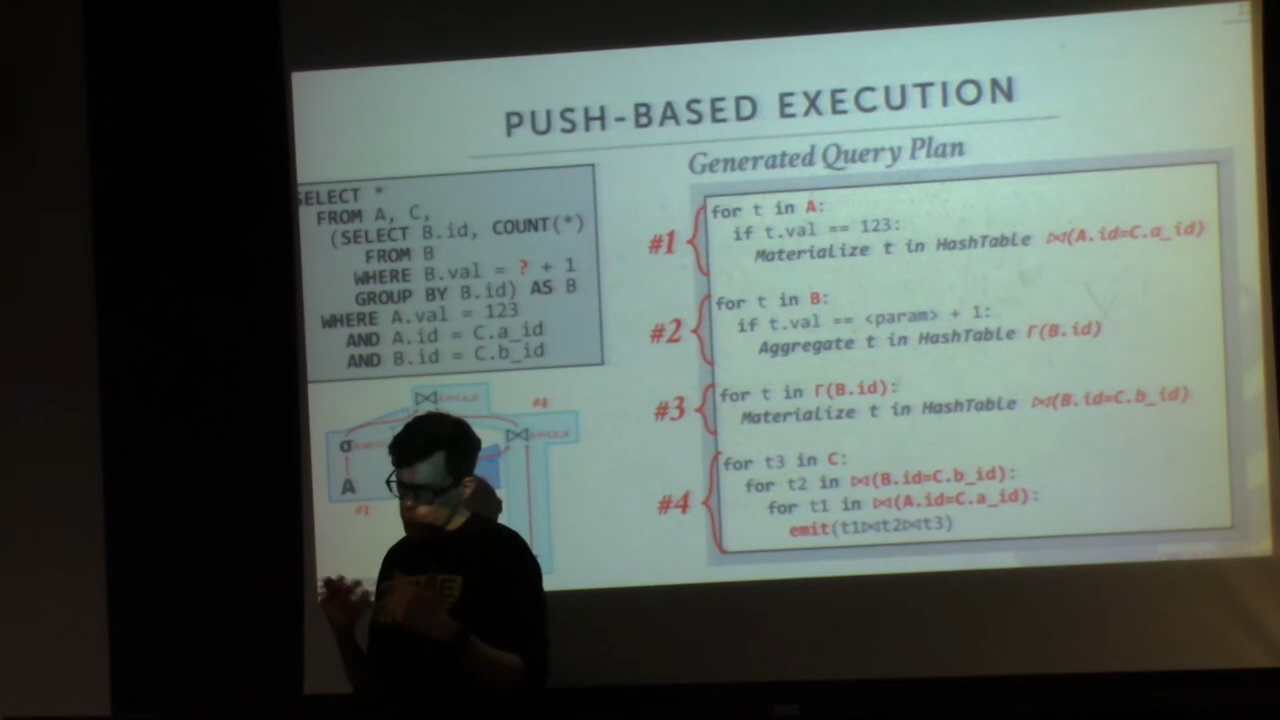 PUSH-BASED EXECUTION
SELECT *
FROM A, C,
(SELECT B.id, COUNT(*)
FROM B
WHERE B.val = ? + 1
GROUP BY B.id) AS B
WHERE A.val = 123
AND A.id = C.a_id
AND B.id = C.b_id
#4
σ
A
#1
Generated Query Plan
#1
for t in A:
if t.val == 123:
Materialize t in HashTable ⋈(A.id=C.a_id)
#2
for t in B:
if t.val == <param> + 1:
Aggregate t in HashTable Γ(B.id)
#3
for t in Γ(B.id):
Materialize t in HashTable ⋈(B.id=C.b_id)
#4
for t3 in C:
for t2 in ⋈(B.id=C.b_id):
for t1 in ⋈(A.id=C.a_id):
emit(t1⋈t2⋈t3)